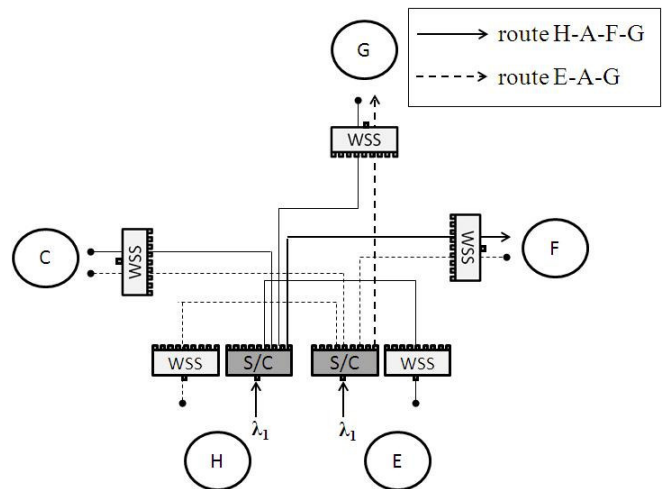 G
route H-A-F-G
route E-A-G
WSS
C
WSS
WSS
F
WSS
S/C
S/C
WSS
λ1
λ1
H
E